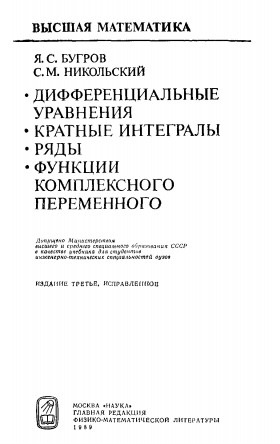 ВЫСШАЯ МАТЕМАТИКА
Я. С. БУГРОВ
С. М. НИКОЛЬСКИЙ
• ДИФФЕРЕНЦИАЛЬНЫЕ
УРАВНЕНИЯ
• КРАТНЫЕ ИНТЕГРАЛЫ
• РЯДЫ
• ФУНКЦИИ
КОМПЛЕКСНОГО
ПЕРЕМЕННОГО
Допущено Министерством
высшего и среднего специального образования СССР
в качестве учебника для студентов
инженерно-технических специальностей вузов
ИЗДАНИЕ ТРЕТЬЕ, ИСПРАВЛЕННОЕ
МОСКВА «НАУКА»
ГЛАВНАЯ РЕДАКЦИЯ
ФИЗИКО-МАТЕМАТИЧЕСКОЙ ЛИТЕРАТУРЫ
1989